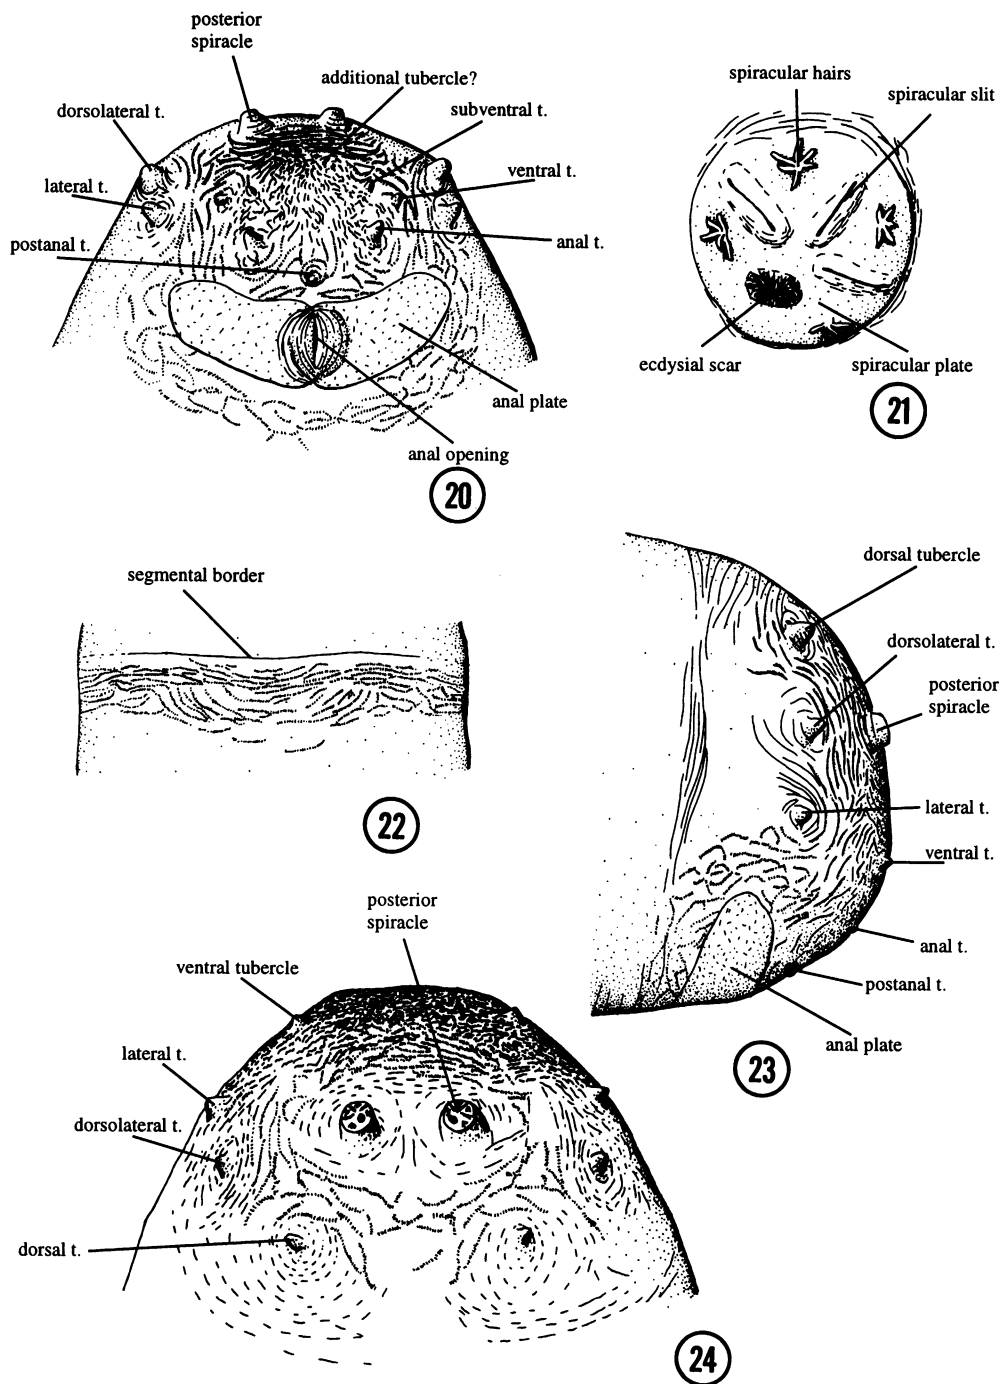 posterior
spiracle
additional tubercle?
dorsolateral t.
subventral t.
lateral t.
ventral t.
postanal t.
anal t.
anal plate
anal opening
20
spiracular hairs
spiracular slit
ecdysial scar
spiracular plate
21
segmental border
22
dorsal tubercle
dorsolateral t.
posterior
spiracle
lateral t.
ventral t.
anal t.
postanal t.
anal plate
23
posterior
spiracle
ventral tubercle
lateral t.
dorsolateral t.
dorsal t.
24